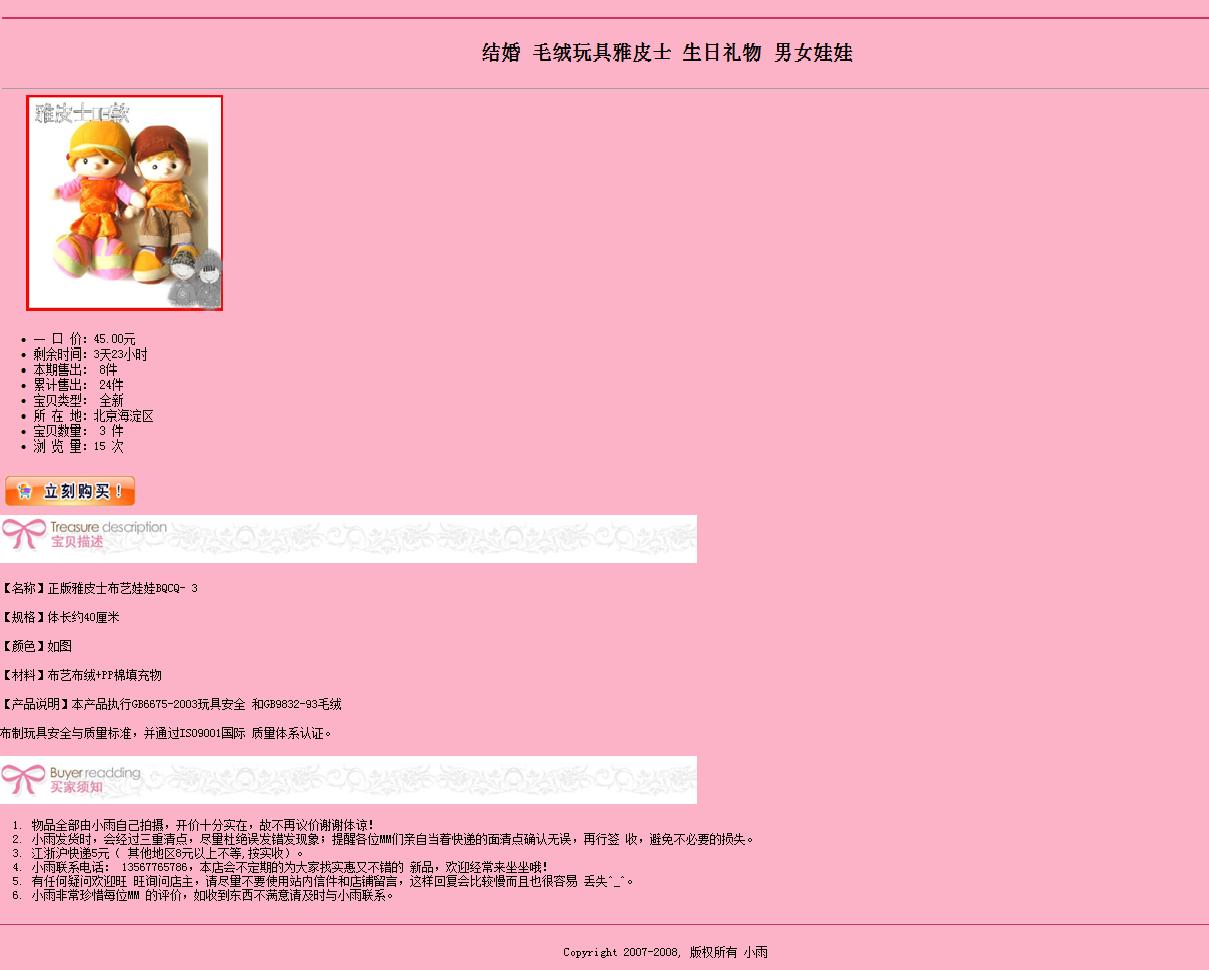 结婚 毛绒玩具雅皮士 生日礼物 男女娃娃
雅皮士BB款
一 口 价：45.00元
剩余时间：3天23小时
本期售出： 8件
累计售出： 24件
宝贝类型： 全新
所 在 地：北京海淀区
宝贝数量： 3 件
浏 览 量：15 次
立刻购买！
Treasure description
宝贝描述
【名称】正版雅皮士布艺娃娃BQCQ- 3
【规格】体长约40厘米
【颜色】如图
【材料】布艺布绒+PP棉填充物
【产品说明】本产品执行GB6675-2003玩具安全 和GB9832-93毛绒
布制玩具安全与质量标准，并通过ISO9001国际 质量体系认证。
Buyer readding
买家须知
1. 物品全部由小雨自己拍摄，开价十分实在，故不再议价谢谢体谅！
2. 小雨发货时，会经过三重清点，尽量杜绝误发错发现象；提醒各位MM们亲自当着快递的面清点确认无误，再行签 收，避免不必要的损失。
3. 江浙沪快递5元（ 其他地区8元以上不等,按实收）。
4. 小雨联系电话： 13567765786，本店会不定期的为大家找实惠又不错的 新品，欢迎经常来坐坐哦！
5. 有任何疑问欢迎旺 旺询问店主，请尽量不要使用站内信件和店铺留言，这样回复会比较慢而且也很容易 丢失^_^。
6. 小雨非常珍惜每位MM 的评价，如收到东西不满意请及时与小雨联系。
Copyright 2007-2008, 版权所有 小雨